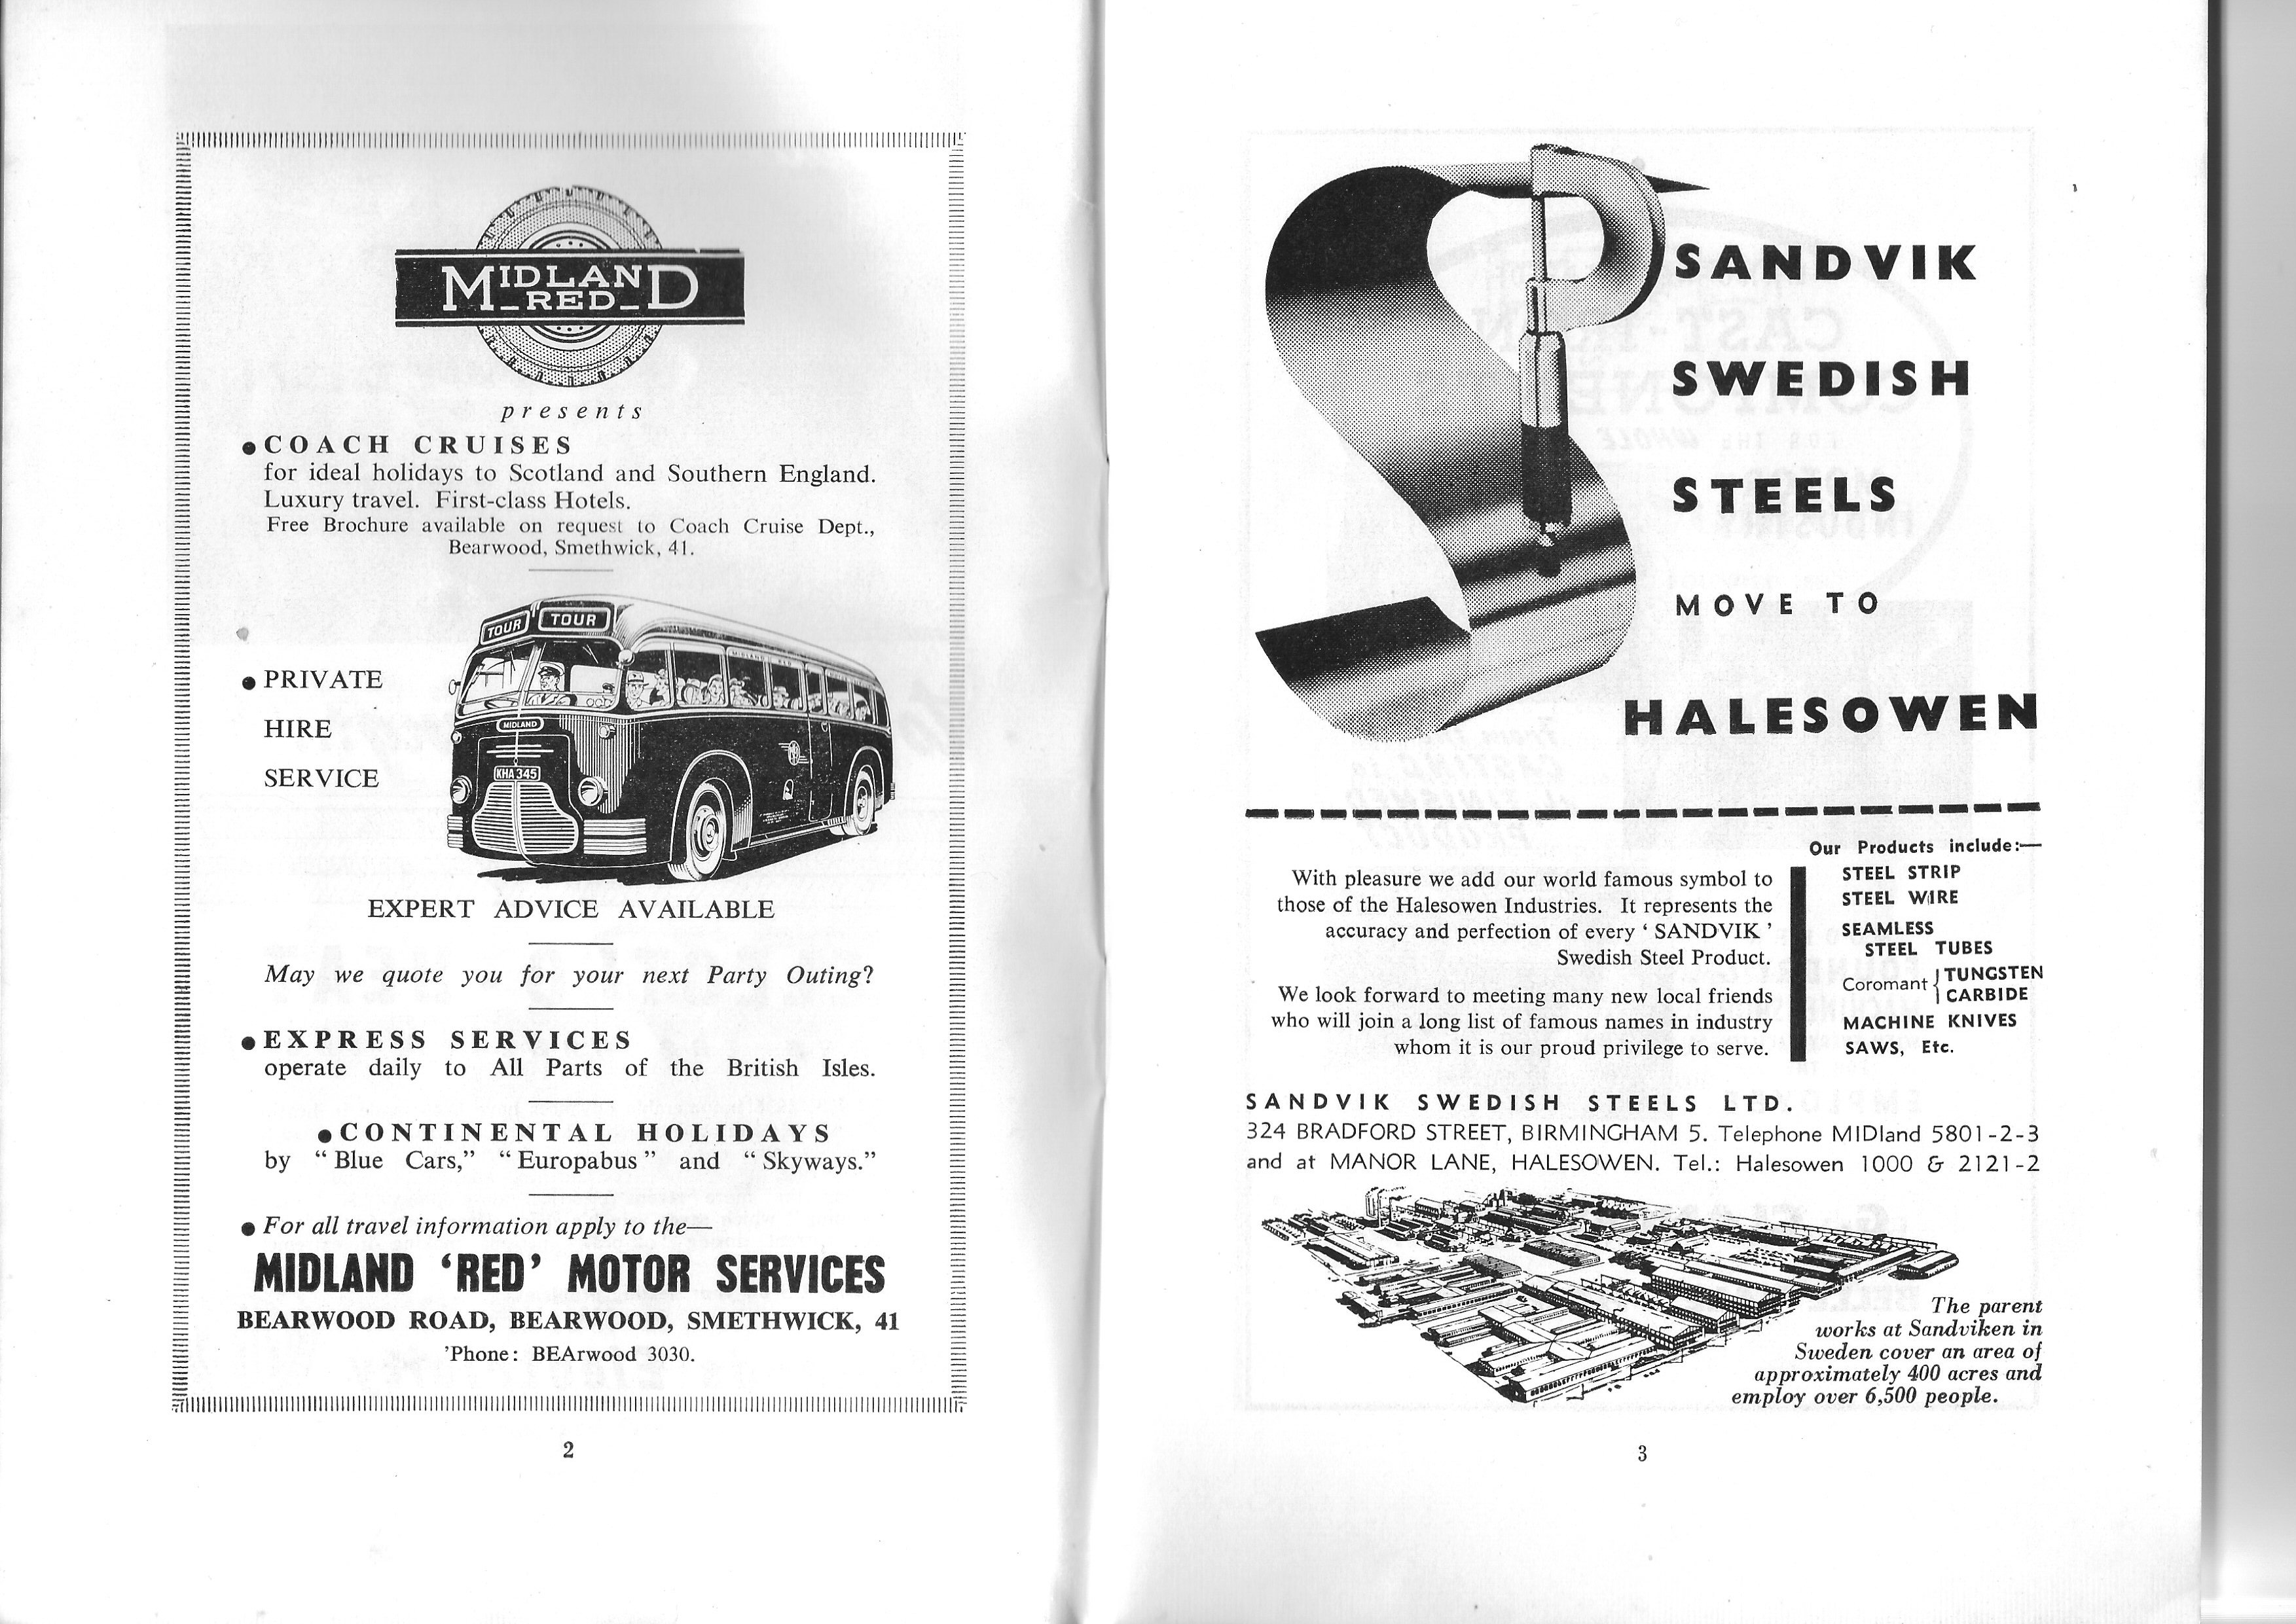 MIDLAND
RED
presents
● COACH CRUISES
for ideal holidays to Scotland and Southern England.
Luxury travel. First-class Hotels.
Free Brochure available on request to Coach Cruise Dept.,
Bearwood, Smethwick, 41.
TOUR TOUR
MIDLAND RED
MIDLAND
KHA 345
● PRIVATE
HIRE
SERVICE
EXPERT ADVICE AVAILABLE
May we quote you for your next Party Outing?
● EXPRESS SERVICES
operate daily to All Parts of the British Isles.
● CONTINENTAL HOLIDAYS
by “Blue Cars,” “Europabus” and “Skyways.”
● For all travel information apply to the—
MIDLAND ‘RED’ MOTOR SERVICES
BEARWOOD ROAD, BEARWOOD, SMETHWICK, 41
’Phone: BEArwood 3030.
2
SANDVIK
SWEDISH
STEELS
MOVE TO
HALESOWEN
With pleasure we add our world famous symbol to
those of the Halesowen Industries. It represents the
accuracy and perfection of every ‘ SANDVIK ’
Swedish Steel Product.
We look forward to meeting many new local friends
who will join a long list of famous names in industry
whom it is our proud privilege to serve.
Our Products include:—
STEEL STRIP
STEEL WIRE
SEAMLESS
STEEL TUBES
Coromant { TUNGSTEN
CARBIDE
MACHINE KNIVES
SAWS, Etc.
SANDVIK SWEDISH STEELS LTD.
324 BRADFORD STREET, BIRMINGHAM 5. Telephone MIDland 5801-2-3
and at MANOR LANE, HALESOWEN. Tel.: Halesowen 1000 & 2121-2
The parent
works at Sandviken in
Sweden cover an area of
approximately 400 acres and
employ over 6,500 people.
3